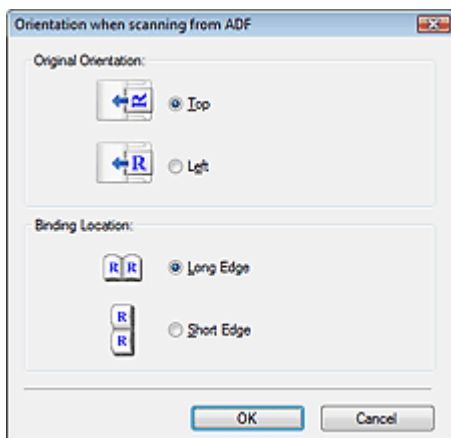 Orientation when scanning from ADF
Original Orientation:
R
Top
R
Left
Binding Location:
R R
Long Edge
R
R
Short Edge
OK
Cancel